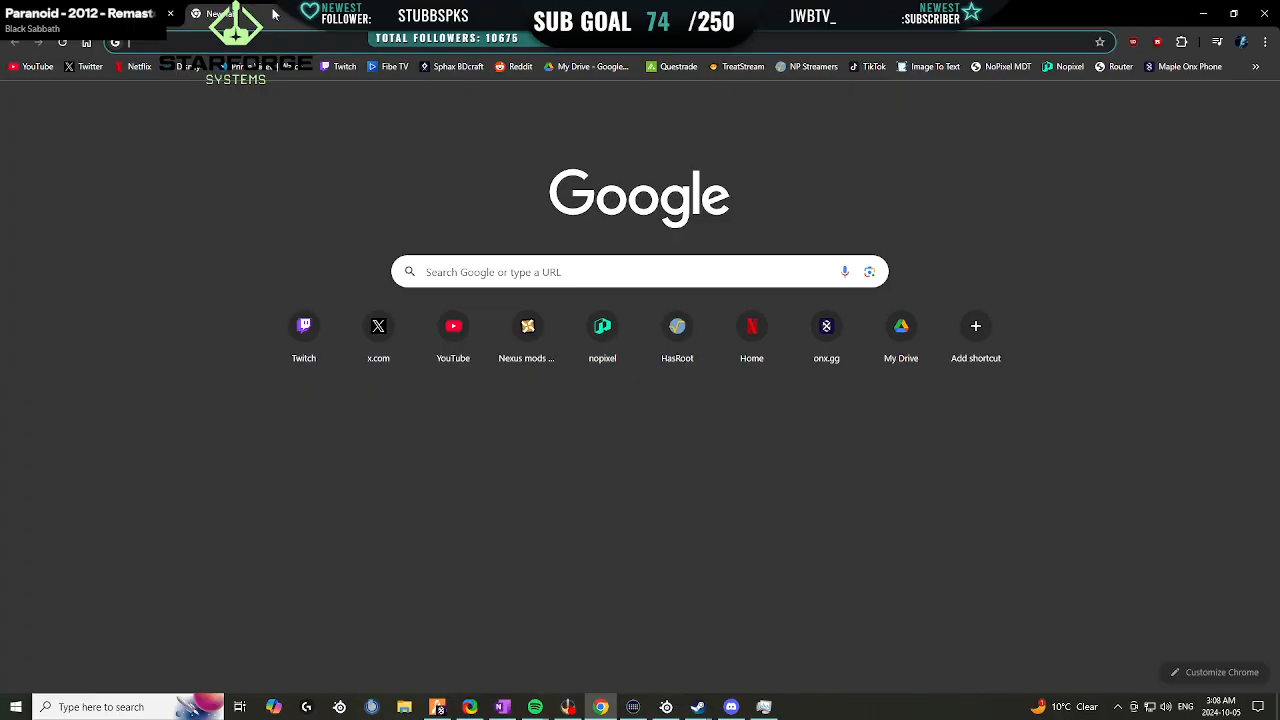 Paranoid - 2012 - Remast
Black Sabbath
NEWEST
FOLLOWER:
STUBBSPKS
SUB GOAL 74 /250
JWBTV_
NEWEST
:SUBSCRIBER
TOTAL FOLLOWERS: 10675
STARFORGE
SYSTEMS
YouTube
Twitter
Netflix
Twitch
Fibe TV
Sphax BDcraft
Reddit
My Drive - Google...
Questrade
TreatStream
NP Streamers
TikTok
Image To Text
NoPixel MDT
Nopixel
Router
Maple OnePhone
»
Google
Search Google or type a URL
Twitch
x.com
YouTube
Nexus mods ...
nopixel
HasRoot
Home
onx.gg
My Drive
Add shortcut
Customize Chrome
Type here to search
10°C Clear
ENG
3:08 AM
2024-10-05